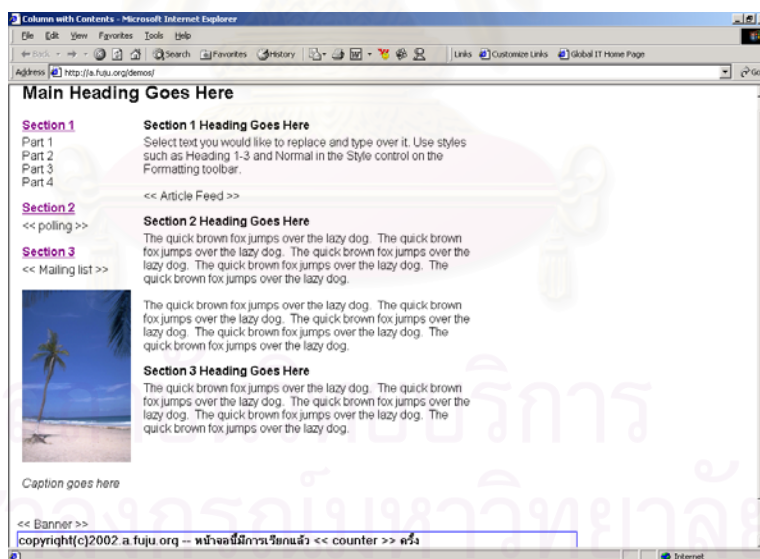 Column with Contents - Microsoft Internet Explorer
File Edit View Favorites Tools Help
Back Search Favorites History Links Customize Links Global IT Home Page
Address http://a.fuju.org/demos/ Go
Main Heading Goes Here
Section 1
Part 1
Part 2
Part 3
Part 4
Section 2
<< polling >>
Section 3
<< Mailing list >>
Caption goes here
Section 1 Heading Goes Here
Select text you would like to replace and type over it. Use styles
such as Heading 1-3 and Normal in the Style control on the
Formatting toolbar.
<< Article Feed >>
Section 2 Heading Goes Here
The quick brown fox jumps over the lazy dog. The quick brown
fox jumps over the lazy dog. The quick brown fox jumps over the
lazy dog. The quick brown fox jumps over the lazy dog. The
quick brown fox jumps over the lazy dog.
The quick brown fox jumps over the lazy dog. The quick brown
fox jumps over the lazy dog. The quick brown fox jumps over the
lazy dog. The quick brown fox jumps over the lazy dog. The
quick brown fox jumps over the lazy dog.
Section 3 Heading Goes Here
The quick brown fox jumps over the lazy dog. The quick brown
fox jumps over the lazy dog. The quick brown fox jumps over the
lazy dog. The quick brown fox jumps over the lazy dog. The
quick brown fox jumps over the lazy dog.
<< Banner >>
copyright(c)2002.a.fuju.org -- หน้าจอนี้มีการเรียกแล้ว << counter >> ครั้ง
Internet